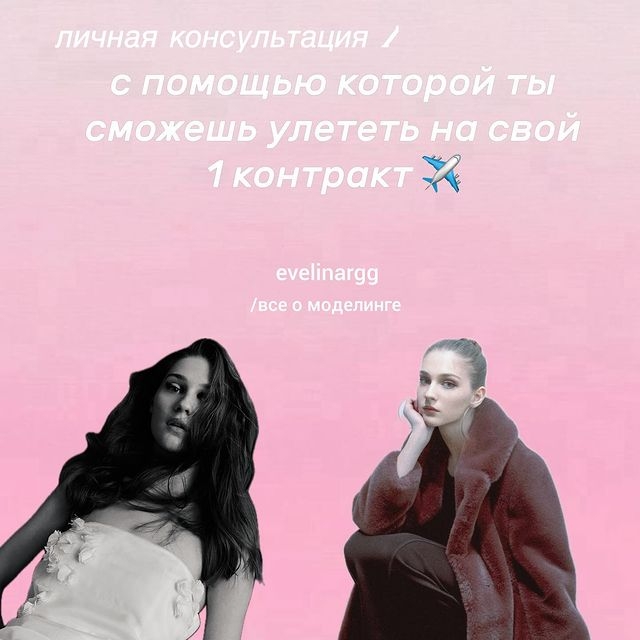 личная консультация /
с помощью которой ты
сможешь улететь на свой
1 контракт ✈️
evelinargg
/все о моделинге